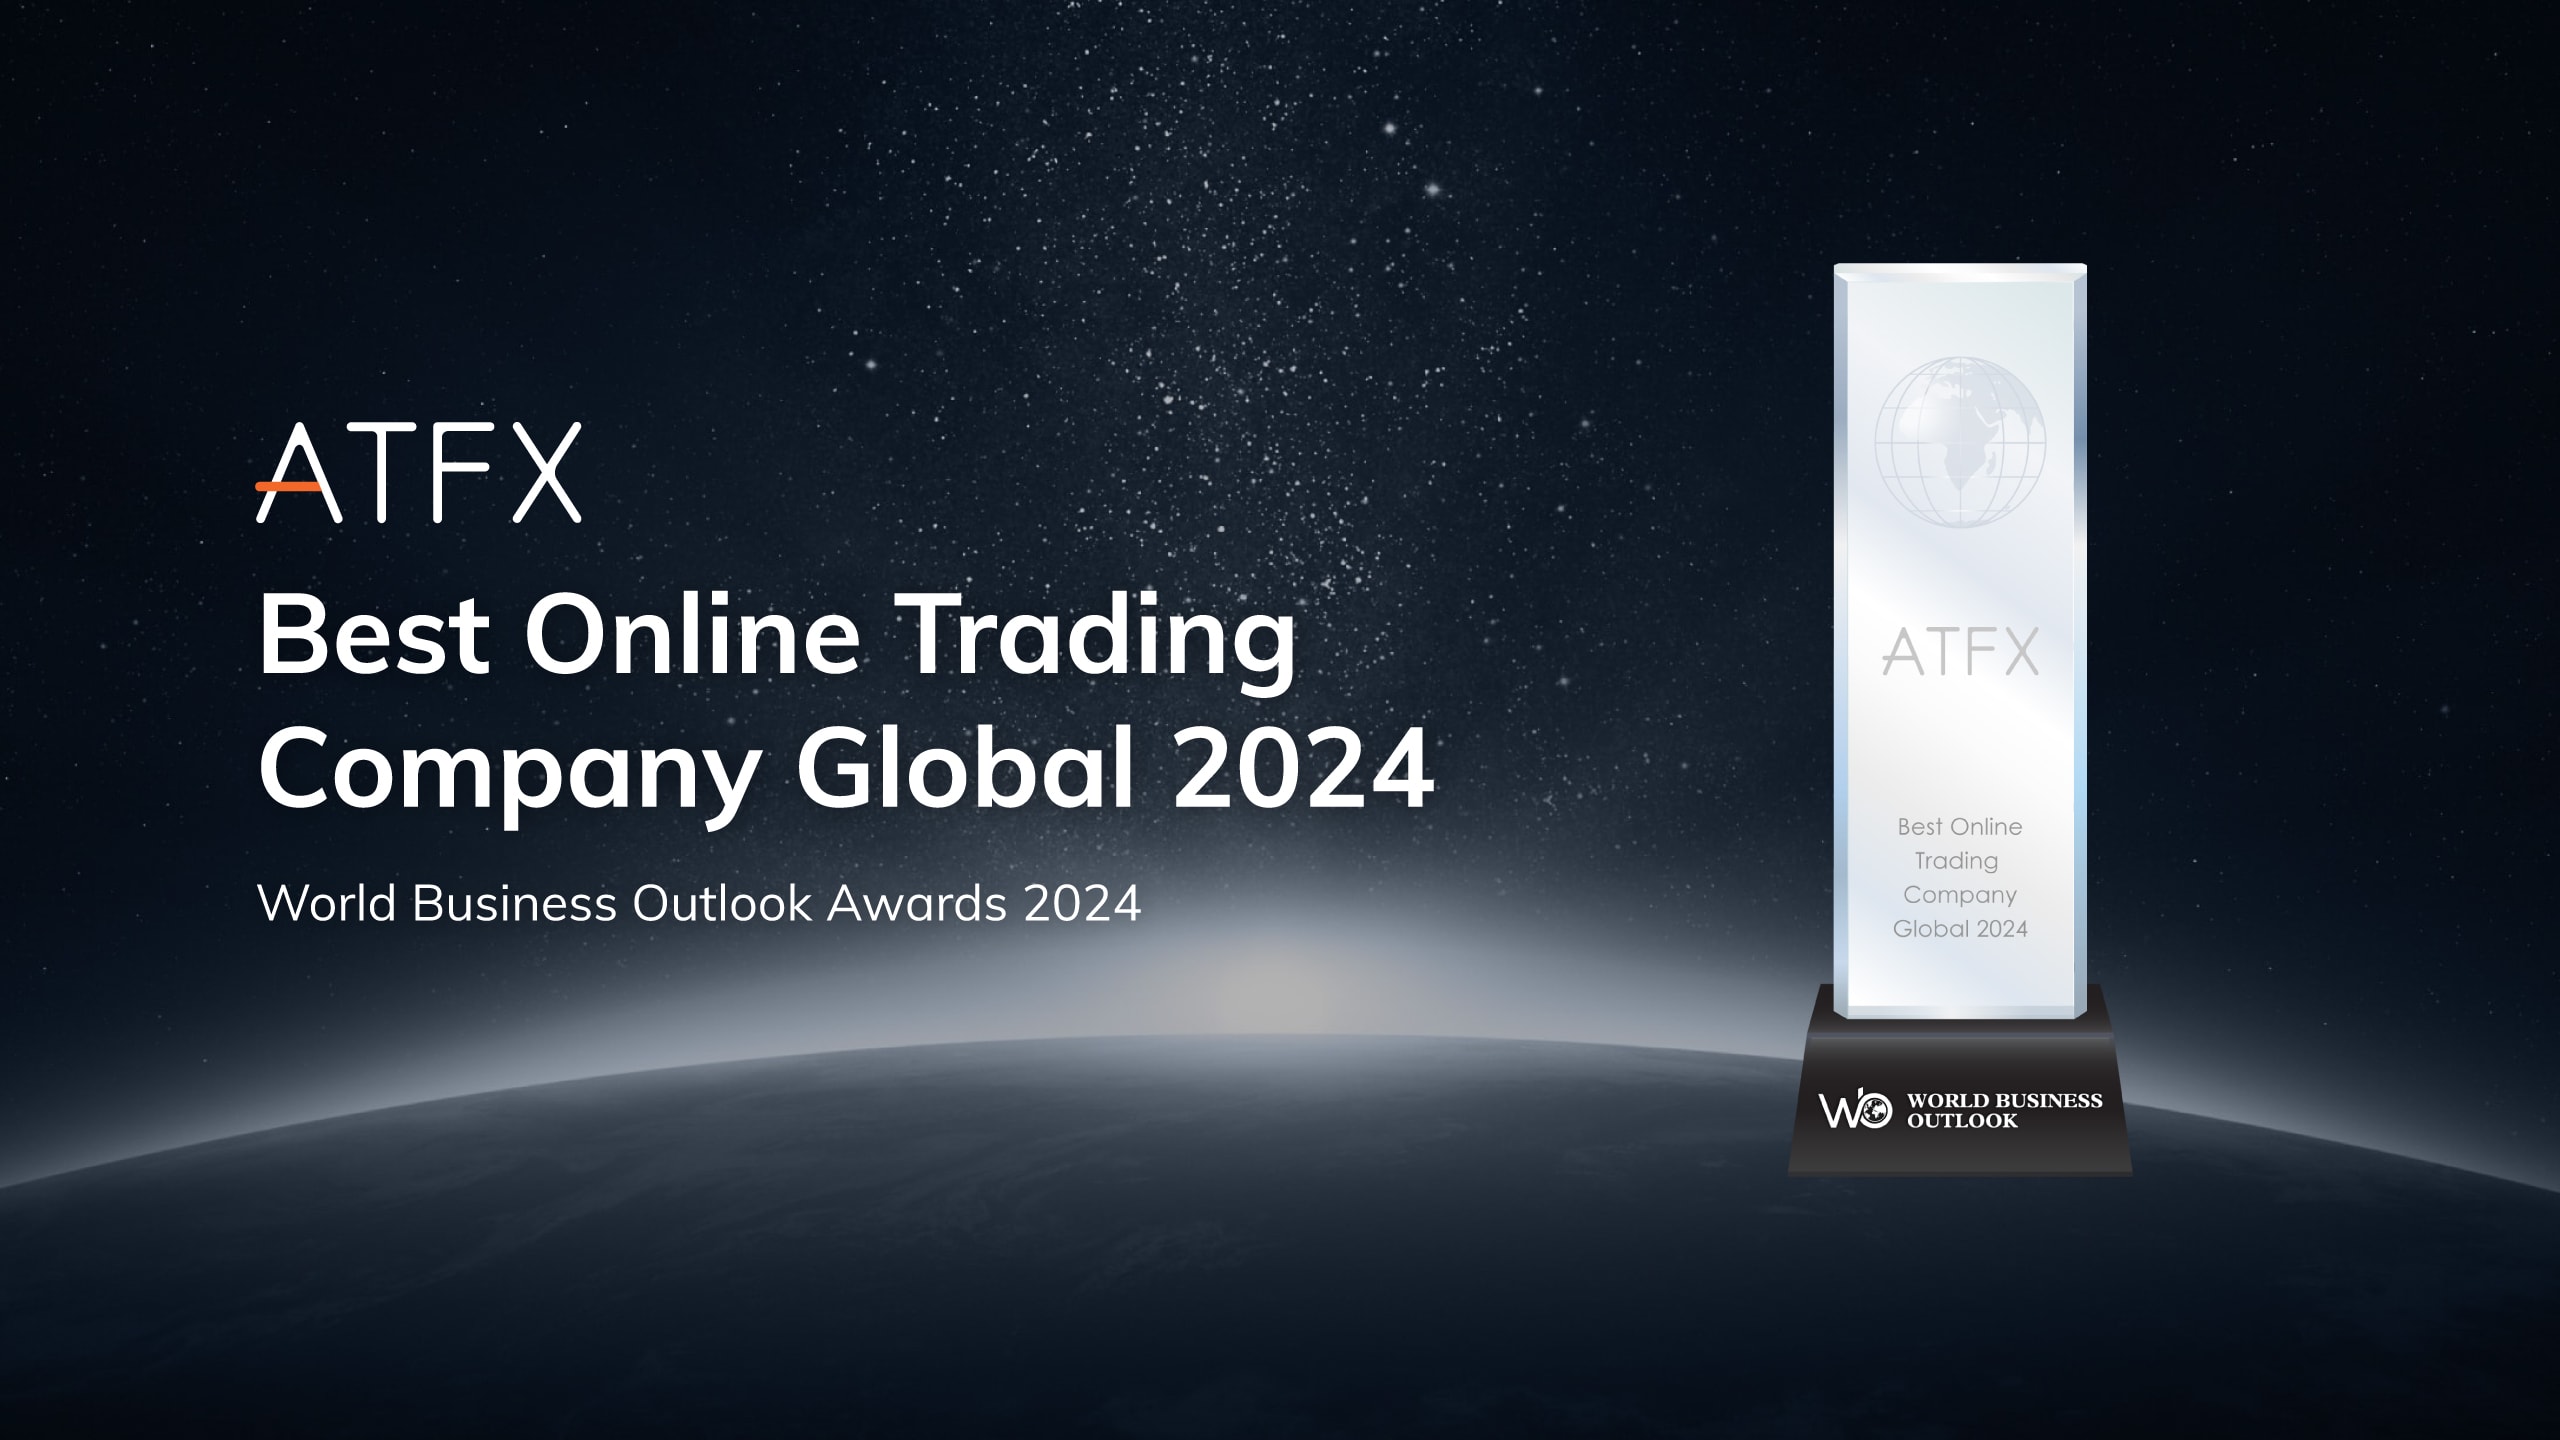 ATFX
Best Online Trading
Company Global 2024
World Business Outlook Awards 2024
ATFX
Best Online
Trading
Company
Global 2024
WBO WORLD BUSINESS
OUTLOOK